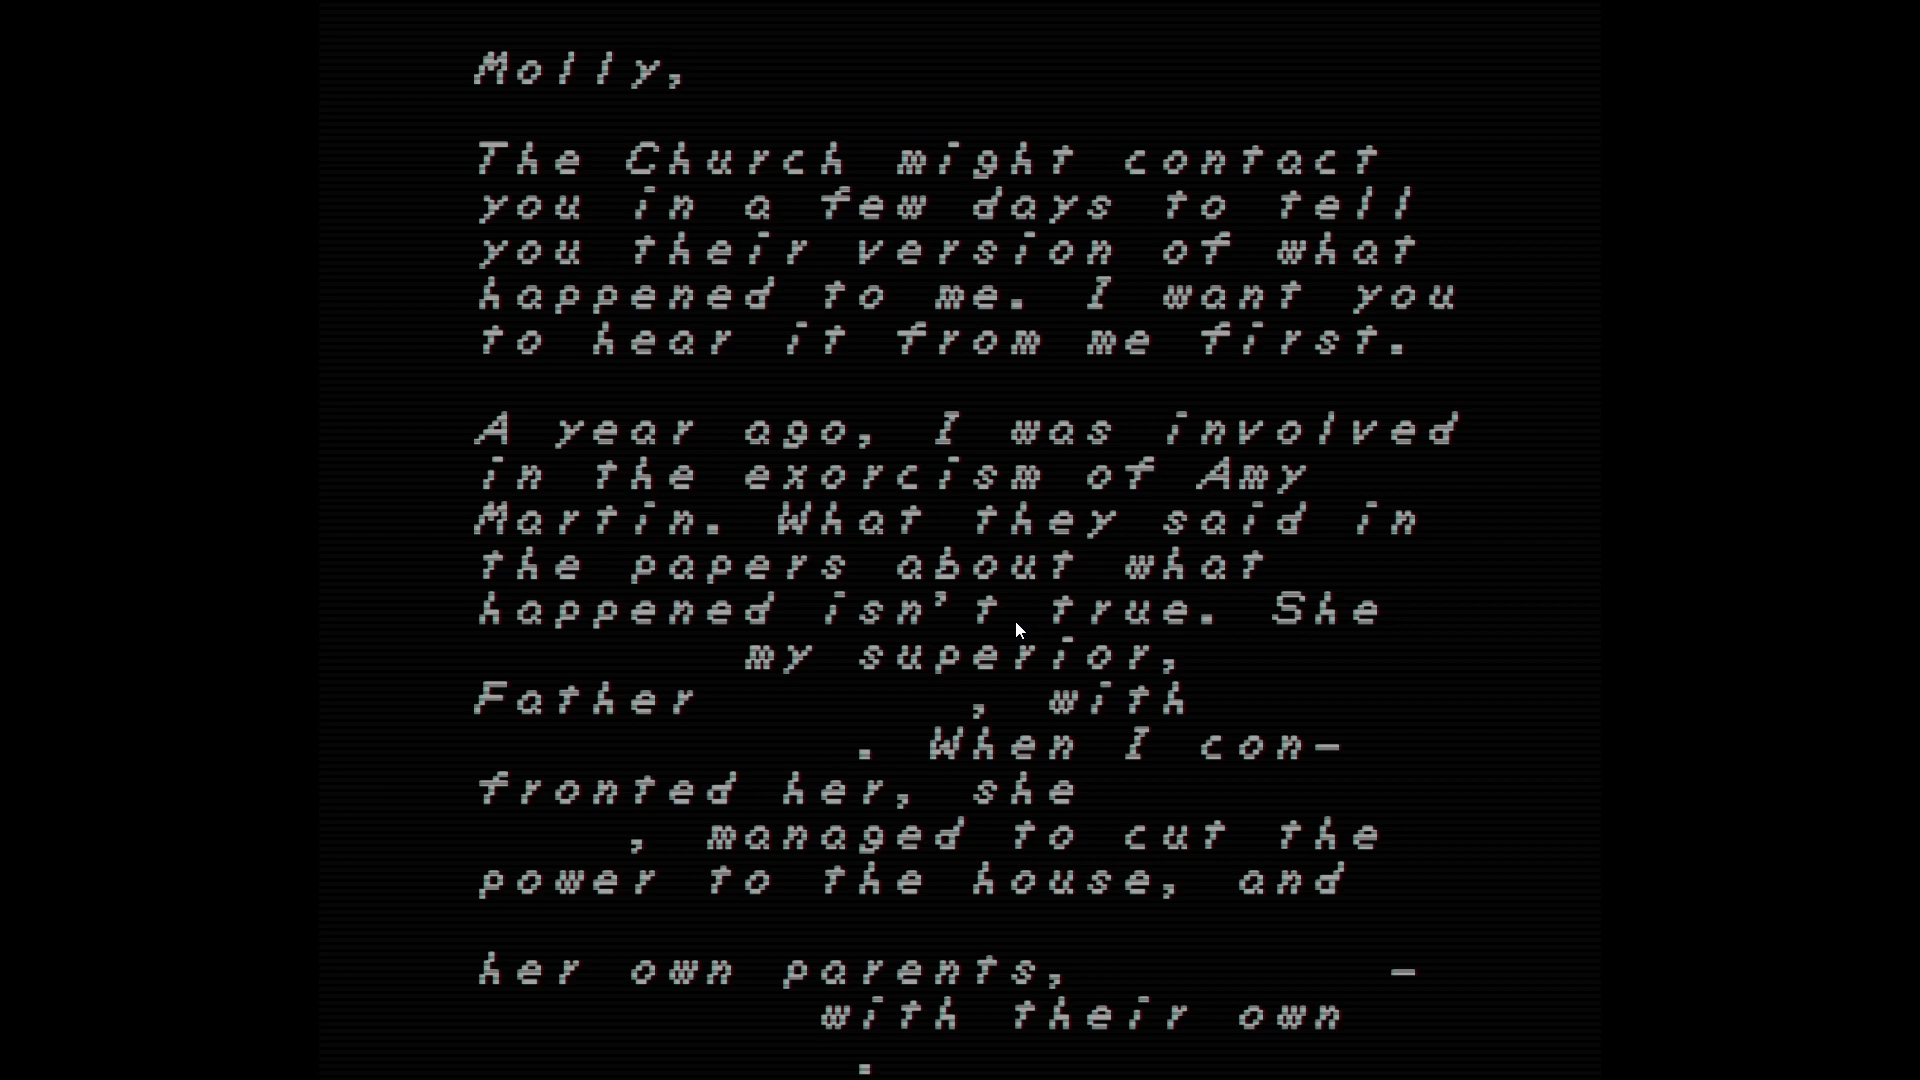 Molly,
The Church might contact
you in a few days to tell
you their version of what
happened to me. I want you
to hear it from me first.
A year ago, I was involved
in the exorcism of Amy
Martin. What they said in
the papers about what
happened isn't true. She
my superior,
Father , with
. When I con-
fronted her, she
, managed to cut the
power to the house, and
her own parents, -
with their own
.